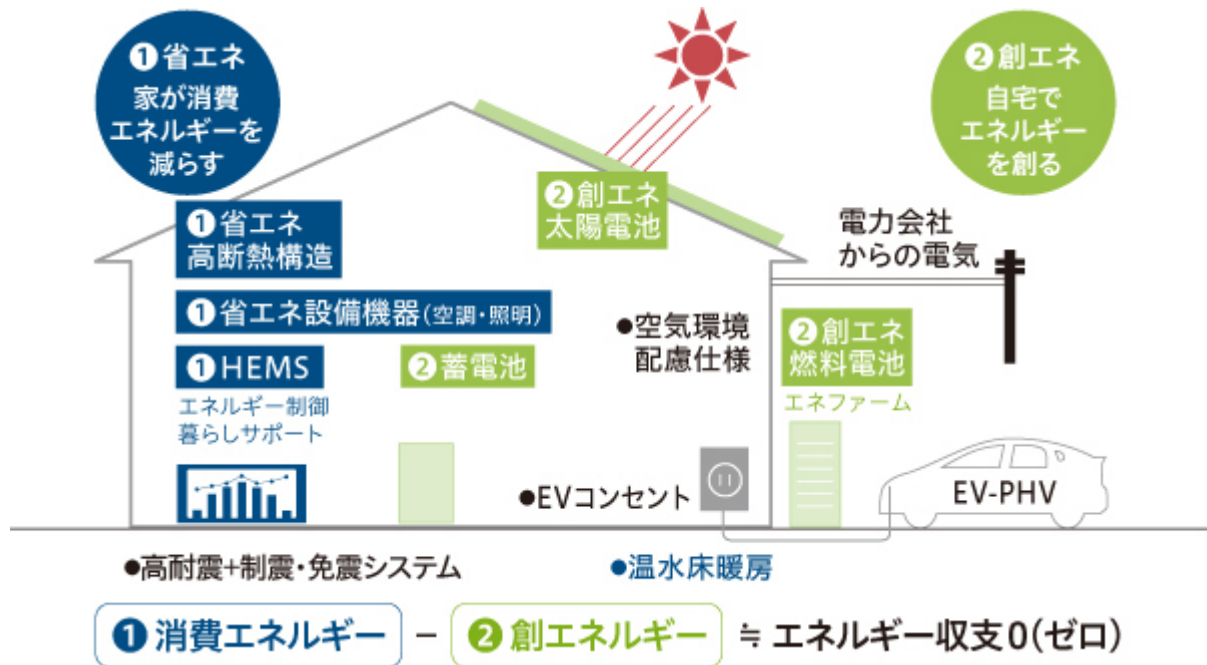 ❶省エネ
家が消費
エネルギーを
減らす
❷創エネ
自宅で
エネルギー
を創る
❶省エネ
高断熱構造
❷創エネ
太陽電池
電力会社
からの電気
❶省エネ設備機器(空調・照明)
●空気環境
配慮仕様
❷創エネ
燃料電池
エネファーム
❶HEMS
エネルギー制御
暮らしサポート
❷蓄電池
●EVコンセント
EV-PHV
●高耐震+制震・免震システム
●温水床暖房
❶消費エネルギー − ❷創エネルギー ≒ エネルギー収支0(ゼロ)